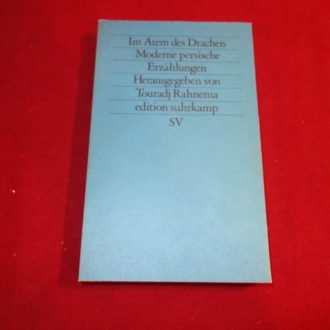 Im Atem des Drachen
Moderne persische
Erzählungen
Herausgegeben von
Touradj Rahnema
edition suhrkamp
SV